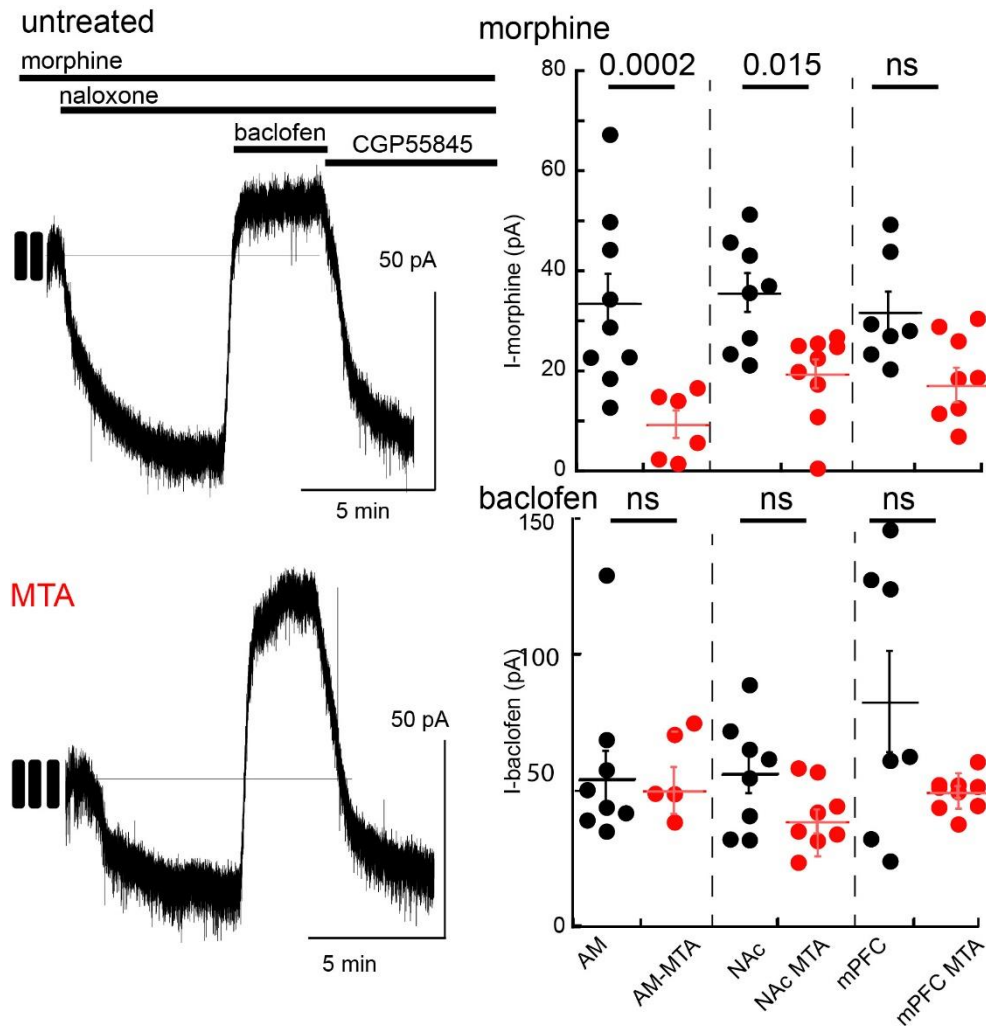 untreated
morphine
naloxone
baclofen
CGP55845
50 pA
5 min
MTA
50 pA
5 min
morphine
0.0002
0.015
ns
80
60
40
20
0
I-morphine (pA)
baclofen
ns
ns
ns
150
100
50
0
I-baclofen (pA)
AM
AM-MTA
NAc
NAc MTA
mPFC
mPFC MTA